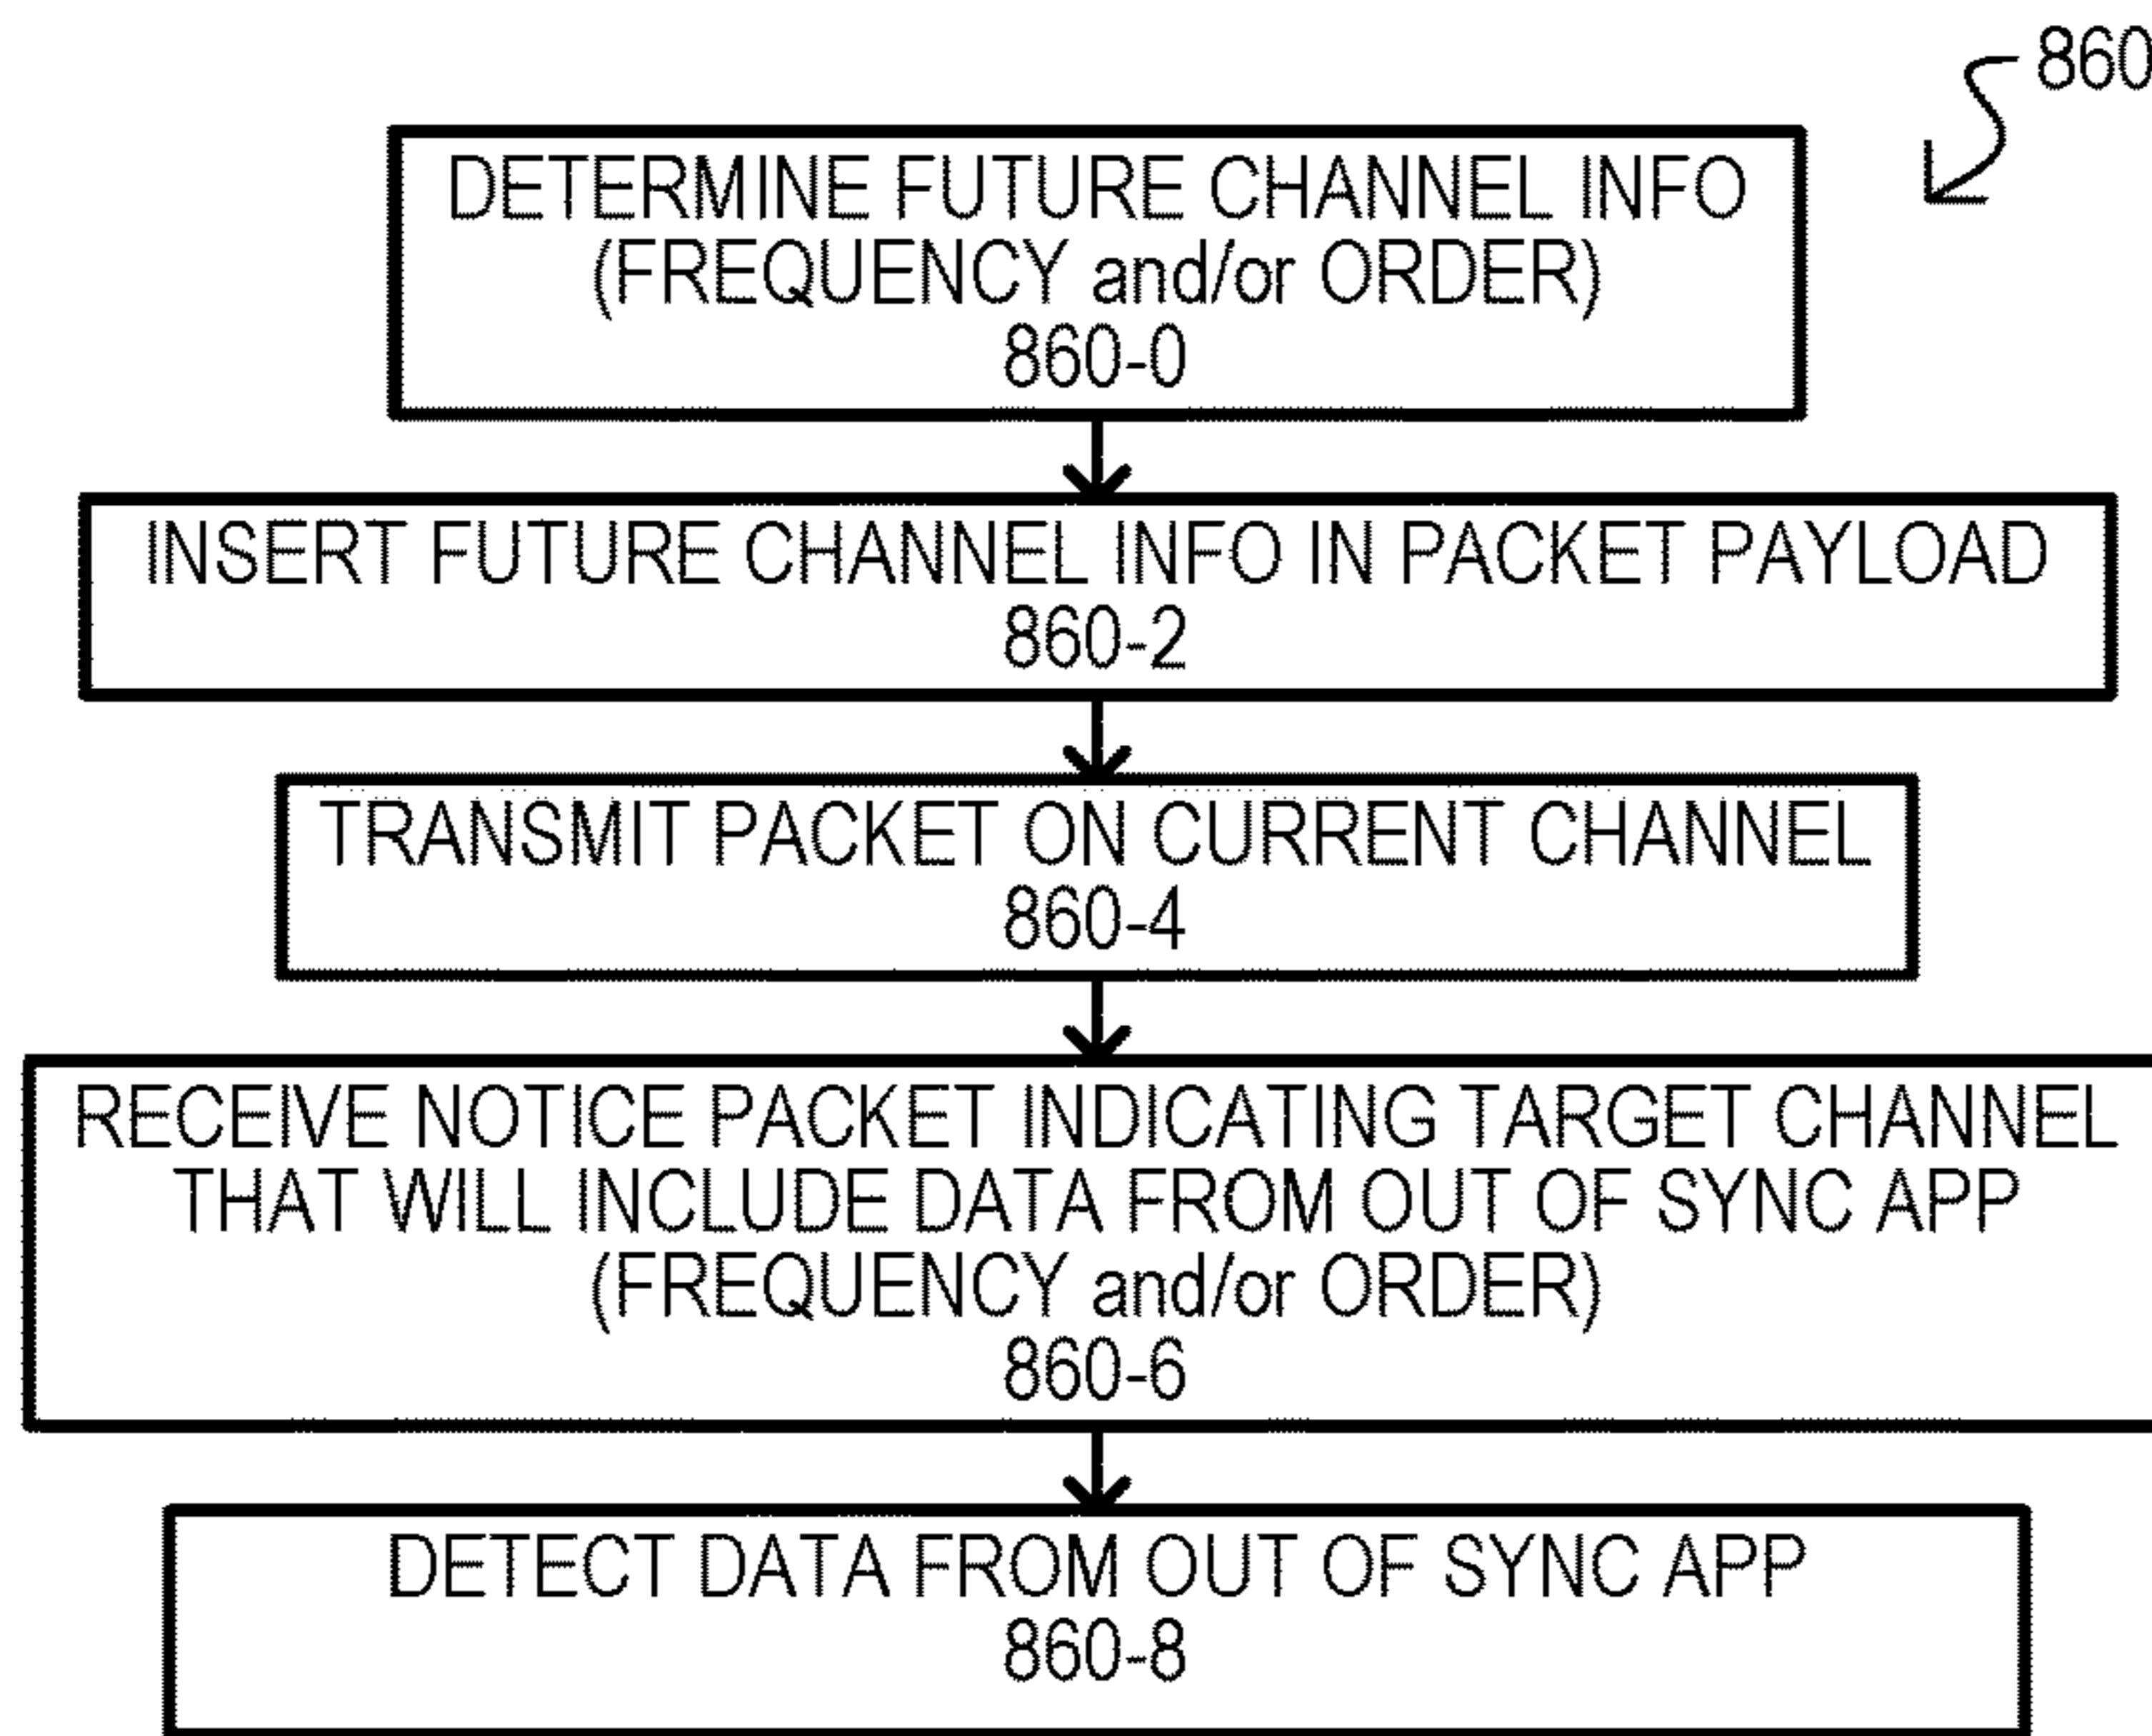 860
DETERMINE FUTURE CHANNEL INFO
(FREQUENCY and/or ORDER)
860-0
INSERT FUTURE CHANNEL INFO IN PACKET PAYLOAD
860-2
TRANSMIT PACKET ON CURRENT CHANNEL
860-4
RECEIVE NOTICE PACKET INDICATING TARGET CHANNEL
THAT WILL INCLUDE DATA FROM OUT OF SYNC APP
(FREQUENCY and/or ORDER)
860-6
DETECT DATA FROM OUT OF SYNC APP
860-8